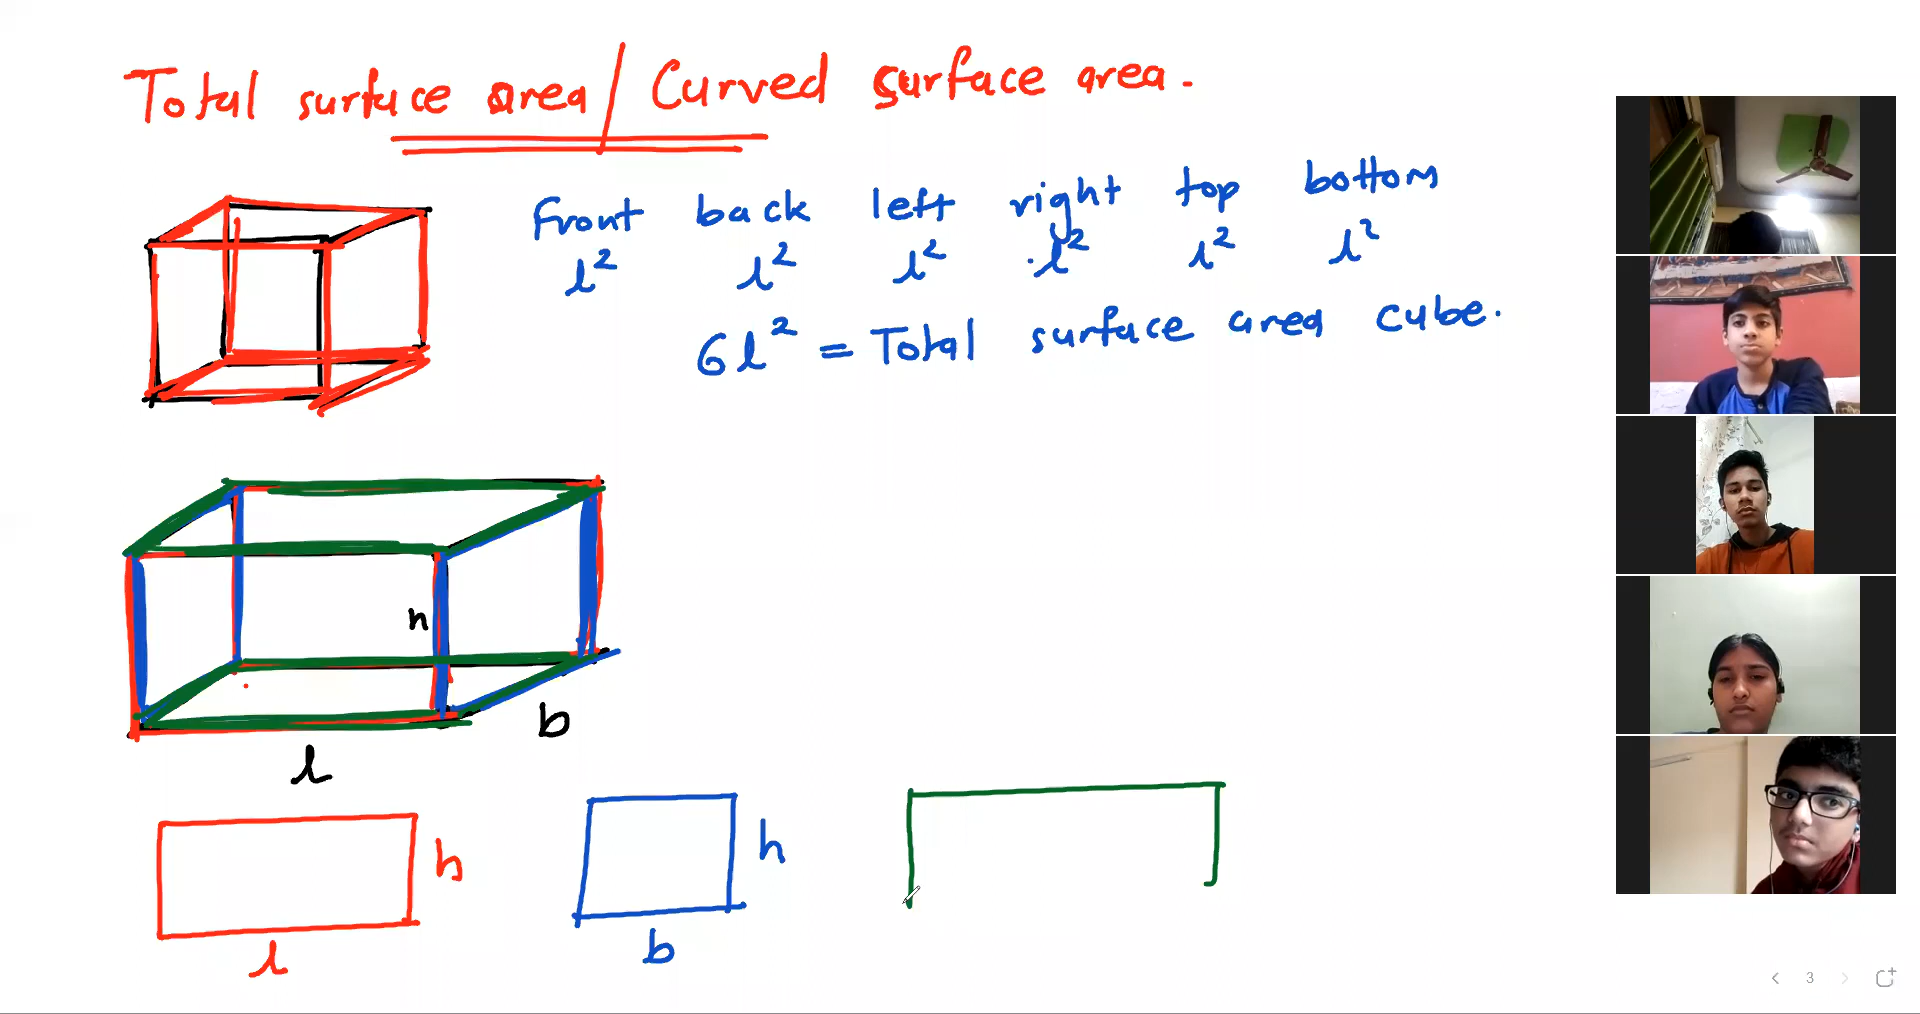 Total surface area / Curved surface area.
Front back left right top bottom
l² l² l² .l² l² l²
6l² = Total surface area cube.
h
b
l
h
h
l
b
3